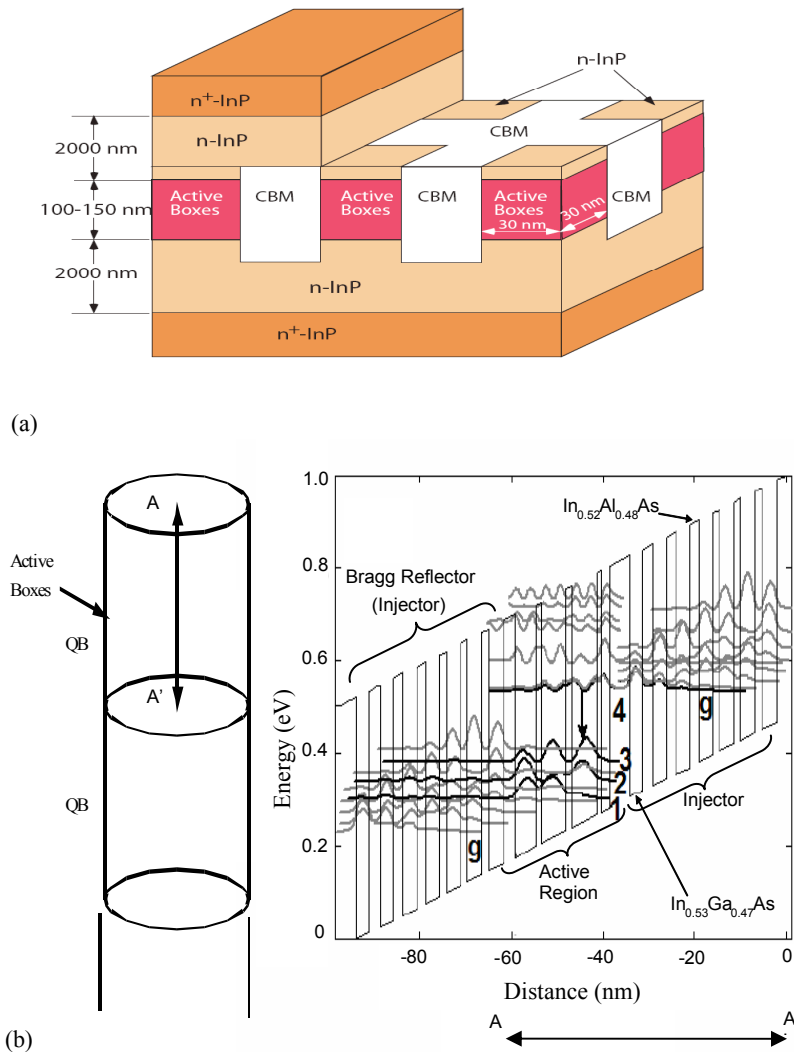 n⁺-InP
n-InP
n-InP
2000 nm
CBM
100-150 nm
Active Boxes
CBM
Active Boxes
CBM
Active Boxes
30 nm
30 nm
CBM
2000 nm
n-InP
n⁺-InP
(a)
A
Active
Boxes
QB
A'
QB
1.0
0.8
0.6
0.4
0.2
0
Energy (eV)
In0.52Al0.48As
Bragg Reflector
(Injector)
4
g
3
2
1
g
Injector
Active
Region
In0.53Ga0.47As
-80
-60
-40
-20
0
Distance (nm)
A
A
(b)